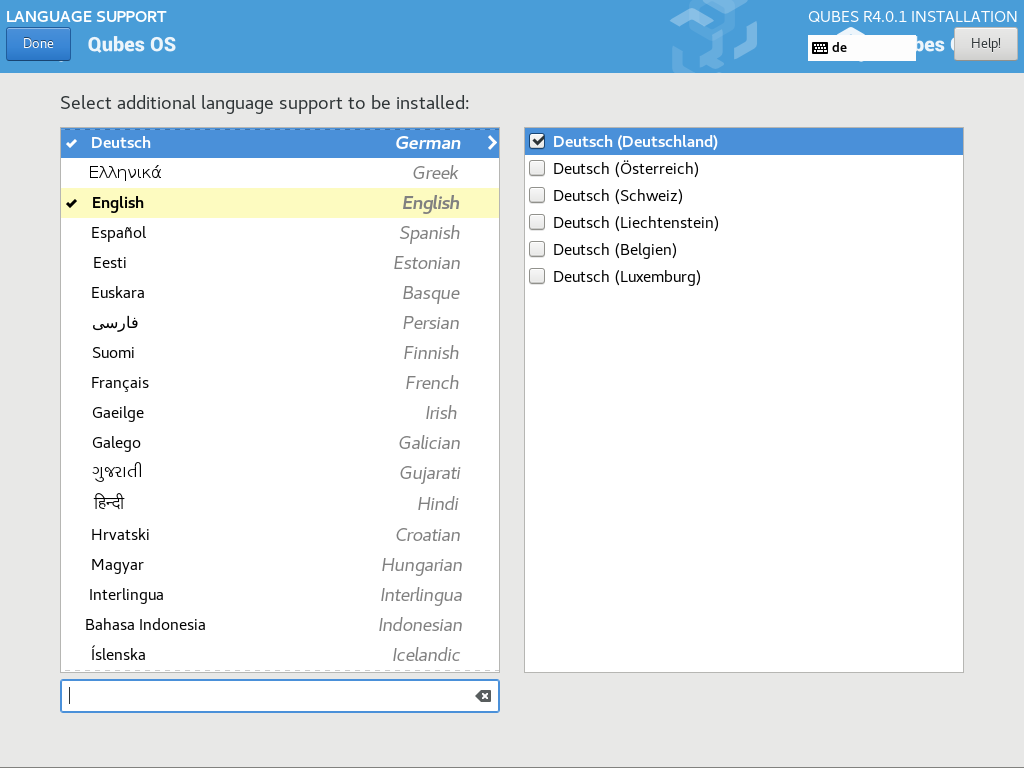 LANGUAGE SUPPORT
QUBES R4.0.1 INSTALLATION
Done
Qubes OS
de
Help!
Select additional language support to be installed:
Deutsch German
Ελληνικά Greek
English English
Español Spanish
Eesti Estonian
Euskara Basque
فارسی Persian
Suomi Finnish
Français French
Gaeilge Irish
Galego Galician
ગુજરાતી Gujarati
हिन्दी Hindi
Hrvatski Croatian
Magyar Hungarian
Interlingua Interlingua
Bahasa Indonesia Indonesian
Íslenska Icelandic
Deutsch (Deutschland)
Deutsch (Österreich)
Deutsch (Schweiz)
Deutsch (Liechtenstein)
Deutsch (Belgien)
Deutsch (Luxemburg)